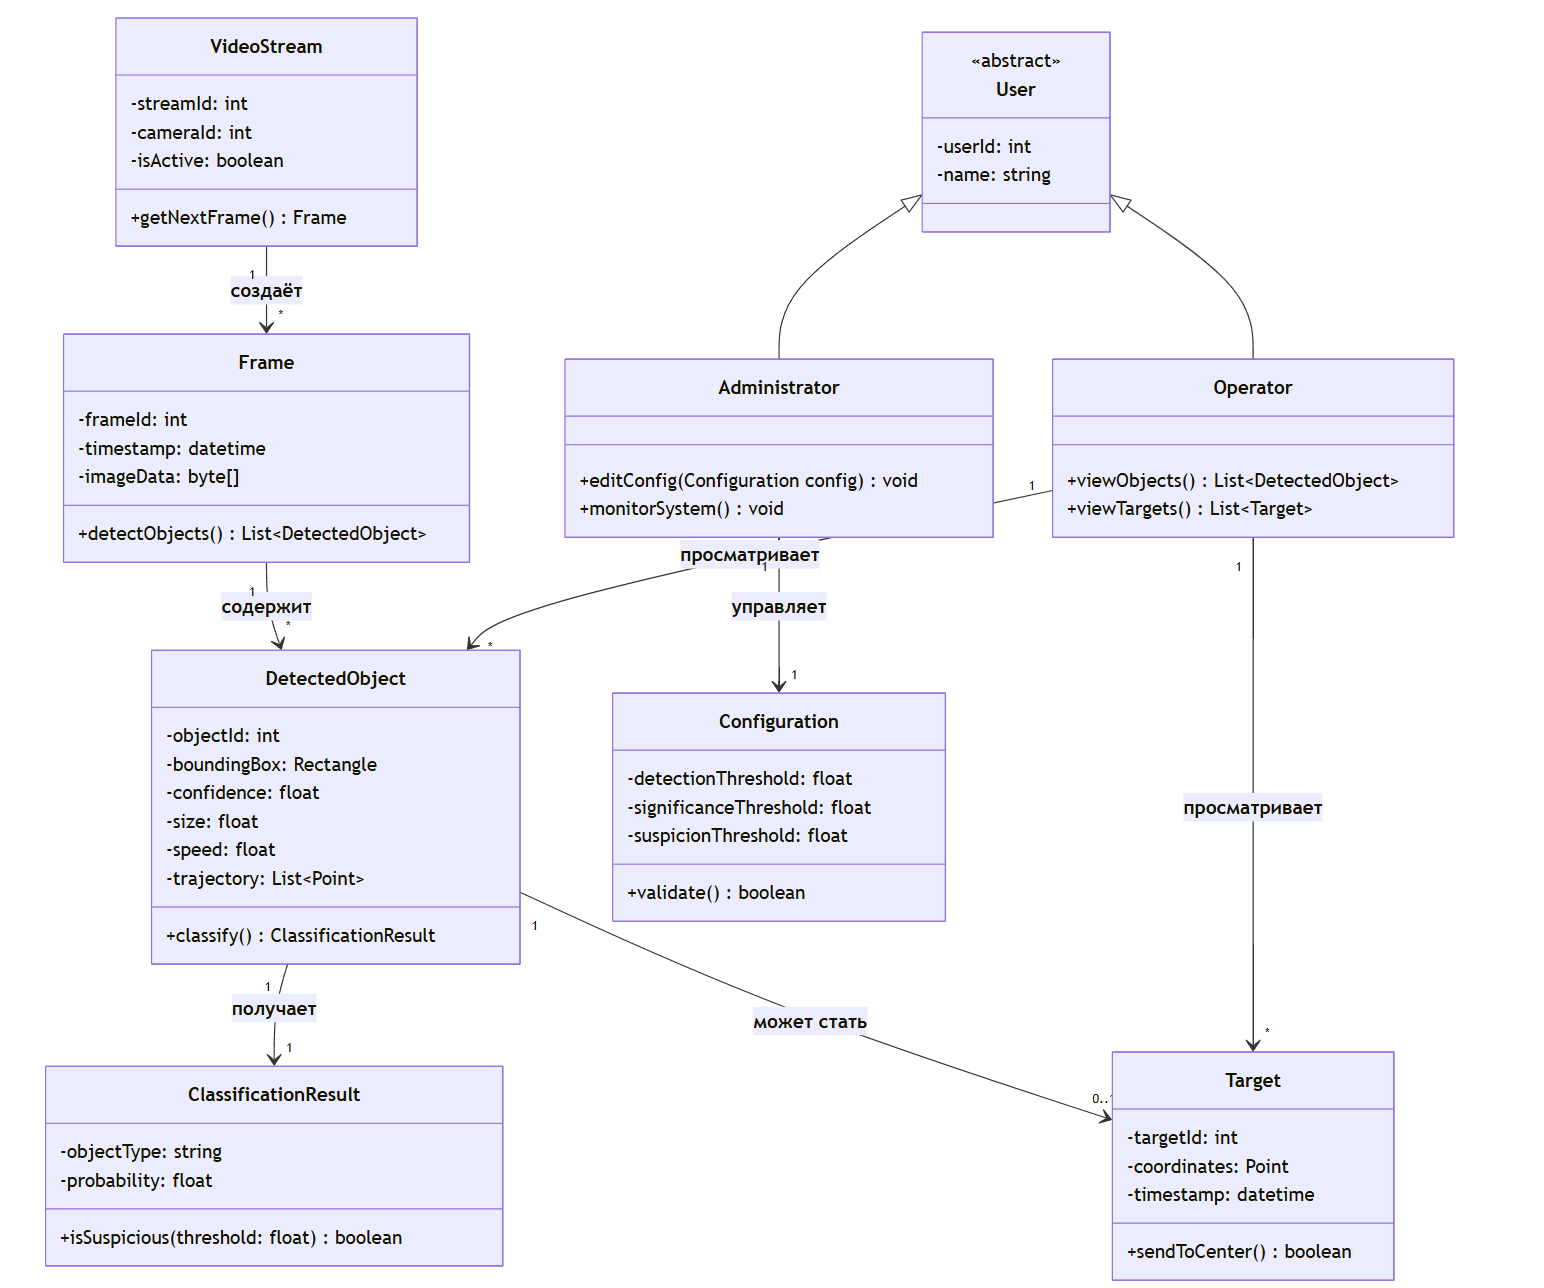 VideoStream
-streamId: int
-cameraId: int
-isActive: boolean
+getNextFrame() : Frame
1
создаёт
*
Frame
-frameId: int
-timestamp: datetime
-imageData: byte[]
+detectObjects() : List<DetectedObject>
1
содержит
*
«abstract»
User
-userId: int
-name: string
Administrator
+editConfig(Configuration config) : void
+monitorSystem() : void
Operator
+viewObjects() : List<DetectedObject>
+viewTargets() : List<Target>
1
просматривает
*
1
управляет
1
1
просматривает
*
DetectedObject
-objectId: int
-boundingBox: Rectangle
-confidence: float
-size: float
-speed: float
-trajectory: List<Point>
+classify() : ClassificationResult
Configuration
-detectionThreshold: float
-significanceThreshold: float
-suspicionThreshold: float
+validate() : boolean
1
получает
1
1
может стать
0..
ClassificationResult
-objectType: string
-probability: float
+isSuspicious(threshold: float) : boolean
Target
-targetId: int
-coordinates: Point
-timestamp: datetime
+sendToCenter() : boolean